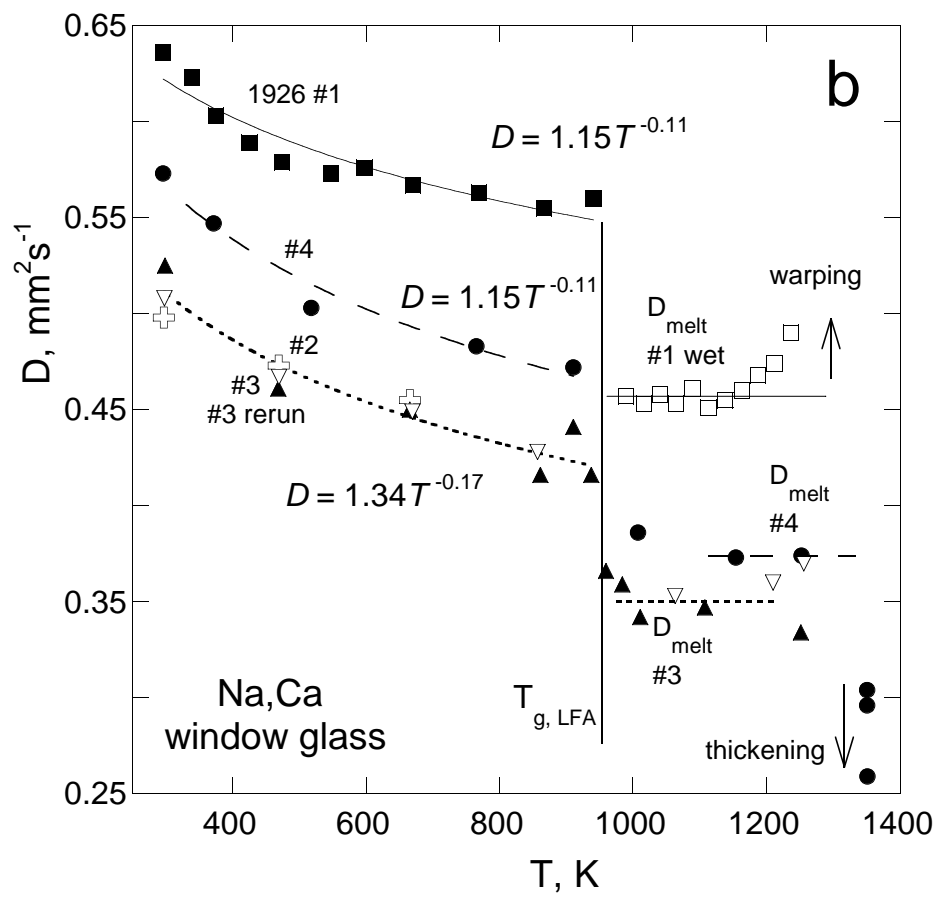 b
1926 #1
D = 1.15T^-0.11
#4
D = 1.15T^-0.11
#2
#3
#3 rerun
D = 1.34T^-0.17
warping
D_melt
#1 wet
D_melt
#4
D_melt
#3
T_g, LFA
thickening
Na,Ca
window glass
D, mm²s⁻¹
0.65
0.55
0.45
0.35
0.25
400 600 800 1000 1200 1400
T, K